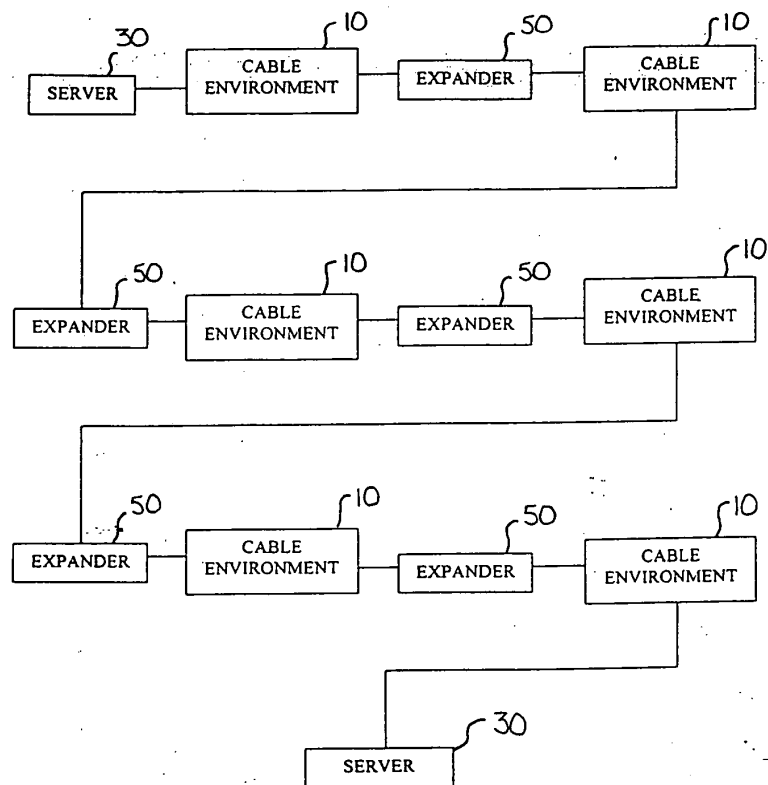 30
10
50
10
SERVER
CABLE
ENVIRONMENT
EXPANDER
CABLE
ENVIRONMENT
50
10
50
10
EXPANDER
CABLE
ENVIRONMENT
EXPANDER
CABLE
ENVIRONMENT
50
10
50
10
EXPANDER
CABLE
ENVIRONMENT
EXPANDER
CABLE
ENVIRONMENT
30
SERVER